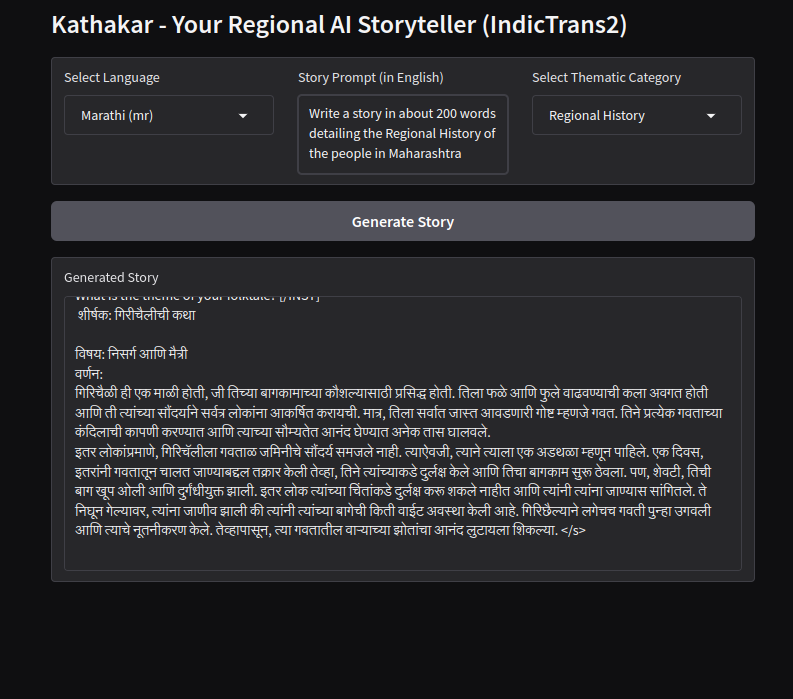 Kathakar - Your Regional AI Storyteller (IndicTrans2)
Select Language
Marathi (mr)
Story Prompt (in English)
Write a story in about 200 words
detailing the Regional History of
the people in Maharashtra
Select Thematic Category
Regional History
Generate Story
Generated Story
What is the theme of your folktale? [/INST]
शीर्षक: गिरीचैलीची कथा
विषय: निसर्ग आणि मैत्री
वर्णन:
गिरिचैळी ही एक माळी होती, जी तिच्या बागकामाच्या कौशल्यासाठी प्रसिद्ध होती. तिला फळे आणि फुले वाढवण्याची कला अवगत होती
आणि ती त्यांच्या सौंदर्याने सर्वत्र लोकांना आकर्षित करायची. मात्र, तिला सर्वात जास्त आवडणारी गोष्ट म्हणजे गवत. तिने प्रत्येक गवताच्या
कंदिलाची कापणी करण्यात आणि त्याच्या सौम्यतेत आनंद घेण्यात अनेक तास घालवले.
इतर लोकांप्रमाणे, गिरिचॅलीला गवताळ जमिनीचे सौंदर्य समजले नाही. त्याऐवजी, त्याने त्याला एक अडथळा म्हणून पाहिले. एक दिवस,
इतरांनी गवतातून चालत जाण्याबद्दल तक्रार केली तेव्हा, तिने त्यांच्याकडे दुर्लक्ष केले आणि तिचा बागकाम सुरू ठेवला. पण, शेवटी, तिची
बाग खूप ओली आणि दुर्गंधीयुक्त झाली. इतर लोक त्यांच्या चिंतांकडे दुर्लक्ष करू शकले नाहीत आणि त्यांनी त्यांना जाण्यास सांगितले. ते
निघून गेल्यावर, त्यांना जाणीव झाली की त्यांनी त्यांच्या बागेची किती वाईट अवस्था केली आहे. गिरिछैल्याने लगेचच गवती पुन्हा उगवली
आणि त्याचे नूतनीकरण केले. तेव्हापासून, त्या गवतातील वाऱ्याच्या झोतांचा आनंद लुटायला शिकल्या. </s>